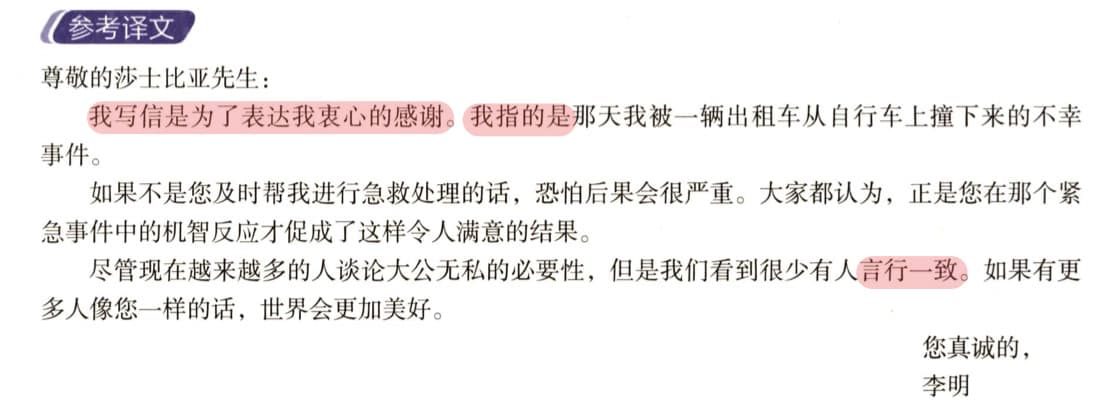 参考译文
尊敬的莎士比亚先生：
我写信是为了表达我衷心的感谢。我指的是那天我被一辆出租车从自行车上撞下来的不幸
事件。
如果不是您及时帮我进行急救处理的话，恐怕后果会很严重。大家都认为，正是您在那个紧
急事件中的机智反应才促成了这样令人满意的结果。
尽管现在越来越多的人谈论大公无私的必要性，但是我们看到很少有人言行一致。如果有更
多人像您一样的话，世界会更加美好。
您真诚的，
李明